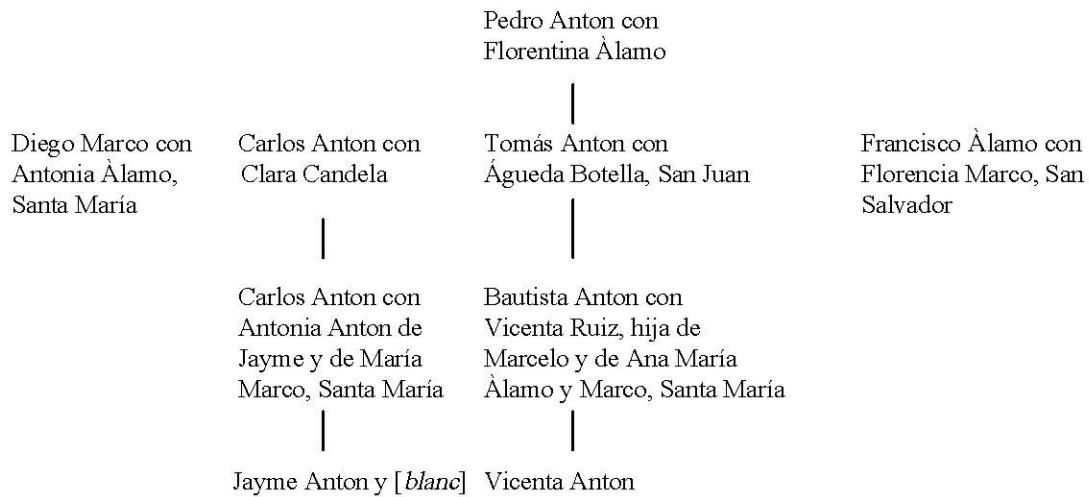 Pedro Anton con
Florentina Àlamo
Diego Marco con
Antonia Àlamo,
Santa María
Carlos Anton con
Clara Candela
Tomás Anton con
Águeda Botella, San Juan
Francisco Àlamo con
Florencia Marco, San
Salvador
Carlos Anton con
Antonia Anton de
Jayme y de María
Marco, Santa María
Bautista Anton con
Vicenta Ruiz, hija de
Marcelo y de Ana María
Àlamo y Marco, Santa María
Jayme Anton y [blanc]
Vicenta Anton